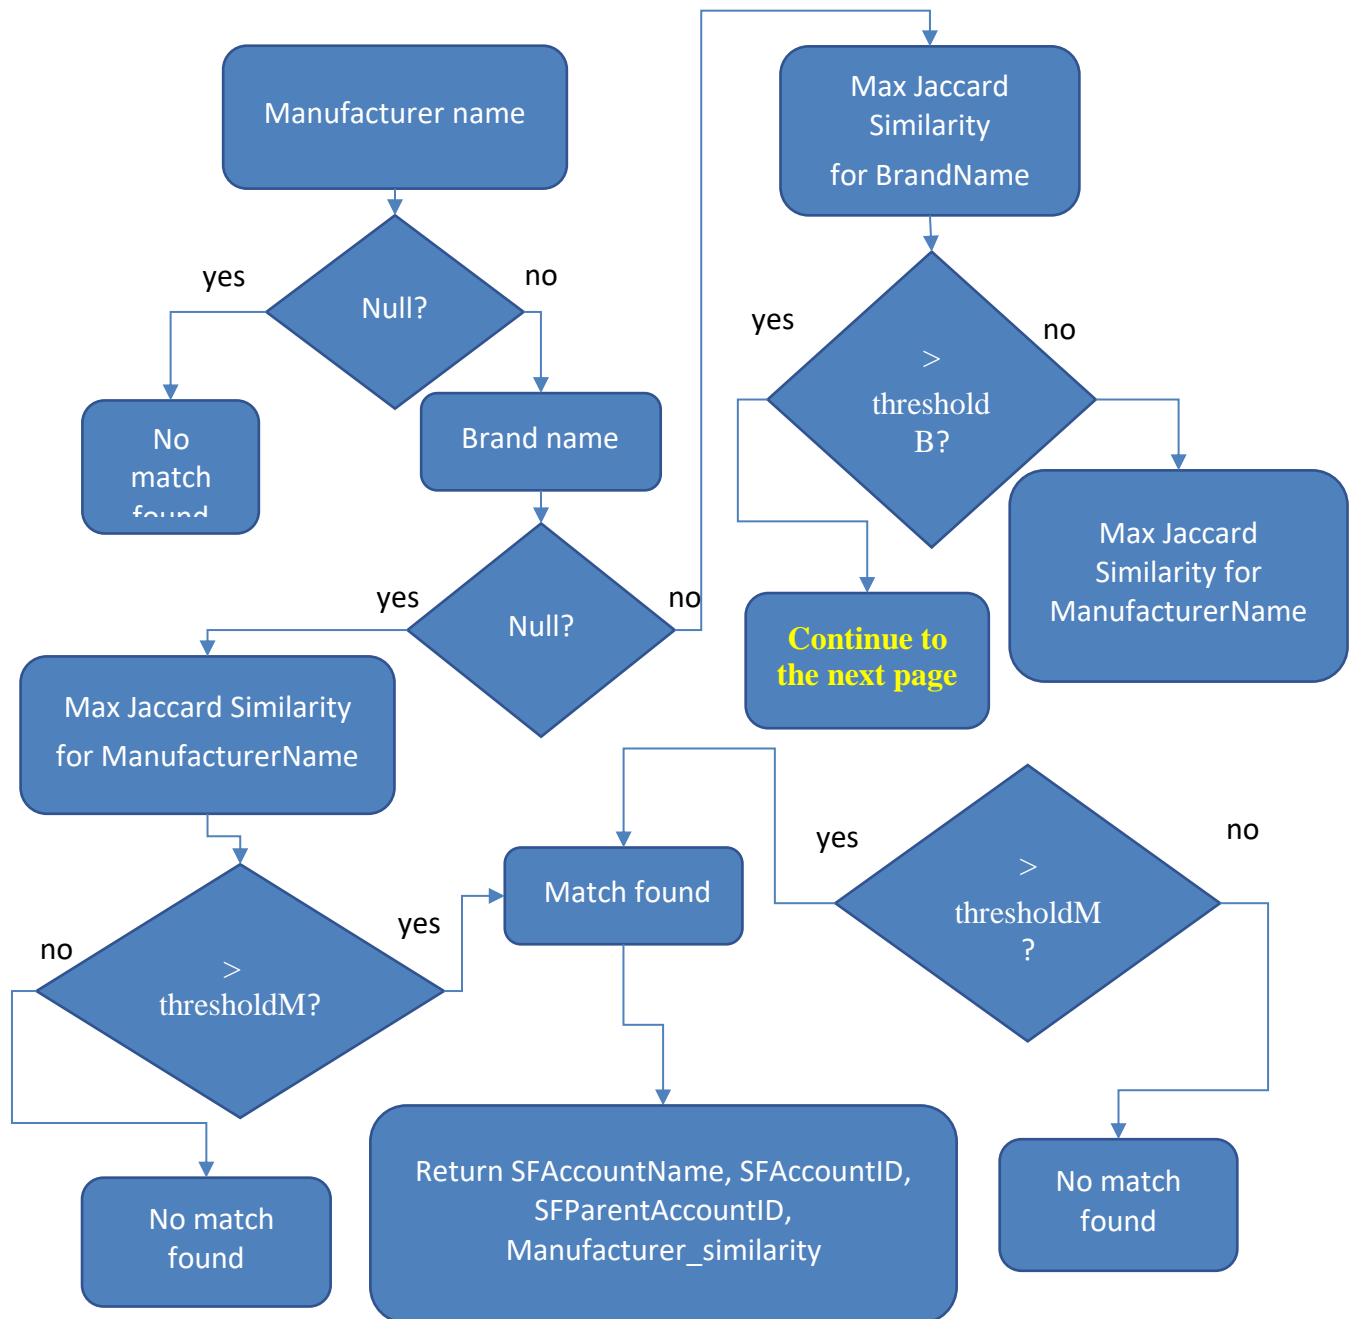 Manufacturer name
yes
no
Null?
No
match
found
Brand name
yes
no
Null?
Max Jaccard Similarity
for ManufacturerName
no
yes
>
thresholdM?
No match
found
Match found
Return SFAccountName, SFAccountID,
SFParentAccountID,
Manufacturer_similarity
Max Jaccard
Similarity
for BrandName
yes
no
>
threshold
B?
Continue to
the next page
Max Jaccard
Similarity for
ManufacturerName
yes
no
>
thresholdM
?
No match
found